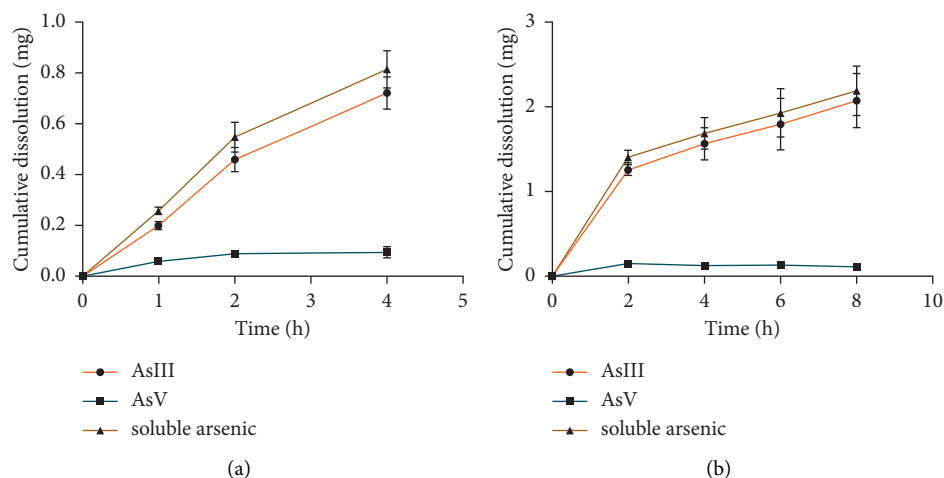 Cumulative dissolution (mg)
1.0
0.8
0.6
0.4
0.2
0.0
0 1 2 3 4 5
Time (h)
AsIII
AsV
soluble arsenic
(a)
Cumulative dissolution (mg)
3
2
1
0
0 2 4 6 8 10
Time (h)
AsIII
AsV
soluble arsenic
(b)